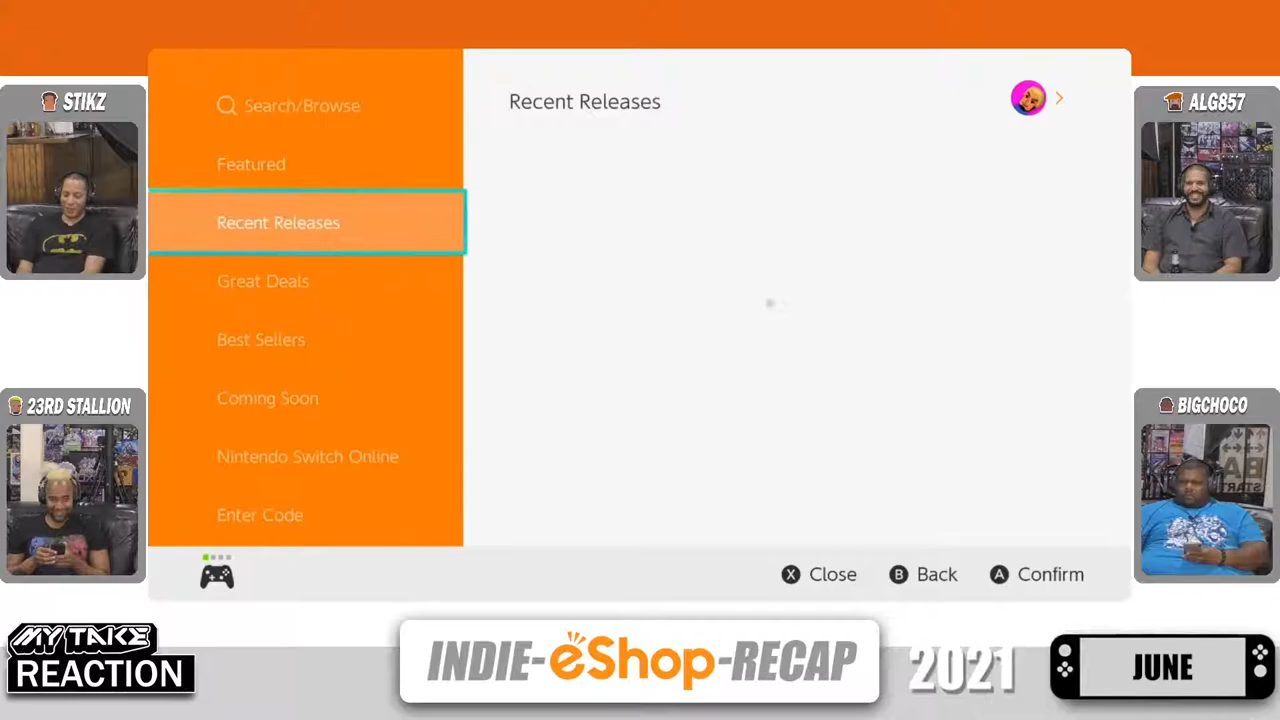 STIKZ
ALG857
23RD STALLION
BIGCHOCO
Search/Browse
Featured
Recent Releases
Great Deals
Best Sellers
Coming Soon
Nintendo Switch Online
Enter Code
Recent Releases
X Close
B Back
A Confirm
MY TAKE
REACTION
INDIE-eShop-RECAP
2021
JUNE